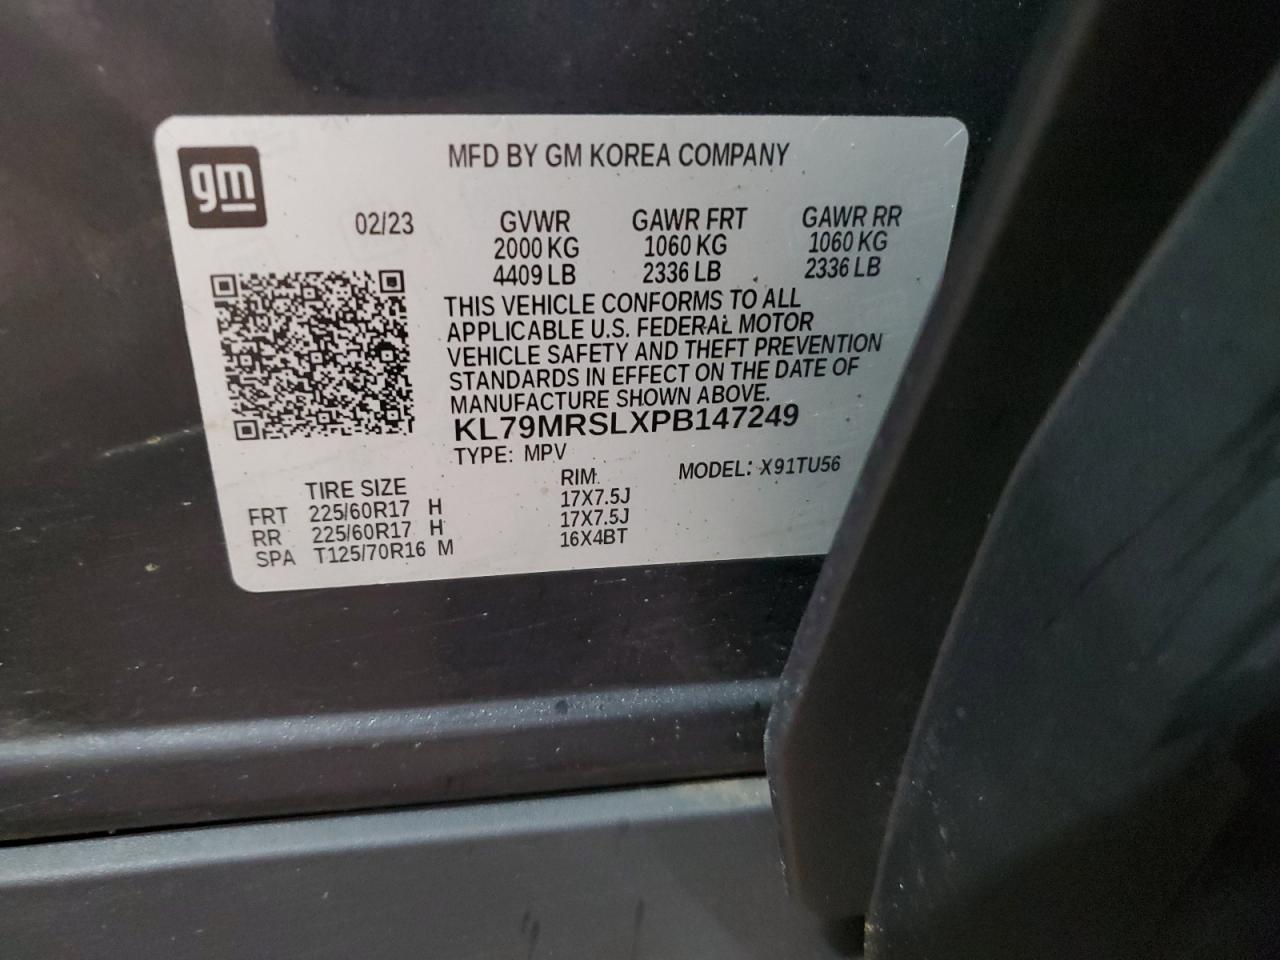 gm
MFD BY GM KOREA COMPANY
02/23 GVWR GAWR FRT GAWR RR
2000 KG 1060 KG 1060 KG
4409 LB 2336 LB 2336 LB
THIS VEHICLE CONFORMS TO ALL
APPLICABLE U.S. FEDERAL MOTOR
VEHICLE SAFETY AND THEFT PREVENTION
STANDARDS IN EFFECT ON THE DATE OF
MANUFACTURE SHOWN ABOVE.
KL79MRSLXPB147249
TYPE: MPV MODEL: X91TU56
TIRE SIZE RIM
FRT 225/60R17 H 17X7.5J
RR 225/60R17 H 17X7.5J
SPA T125/70R16 M 16X4BT